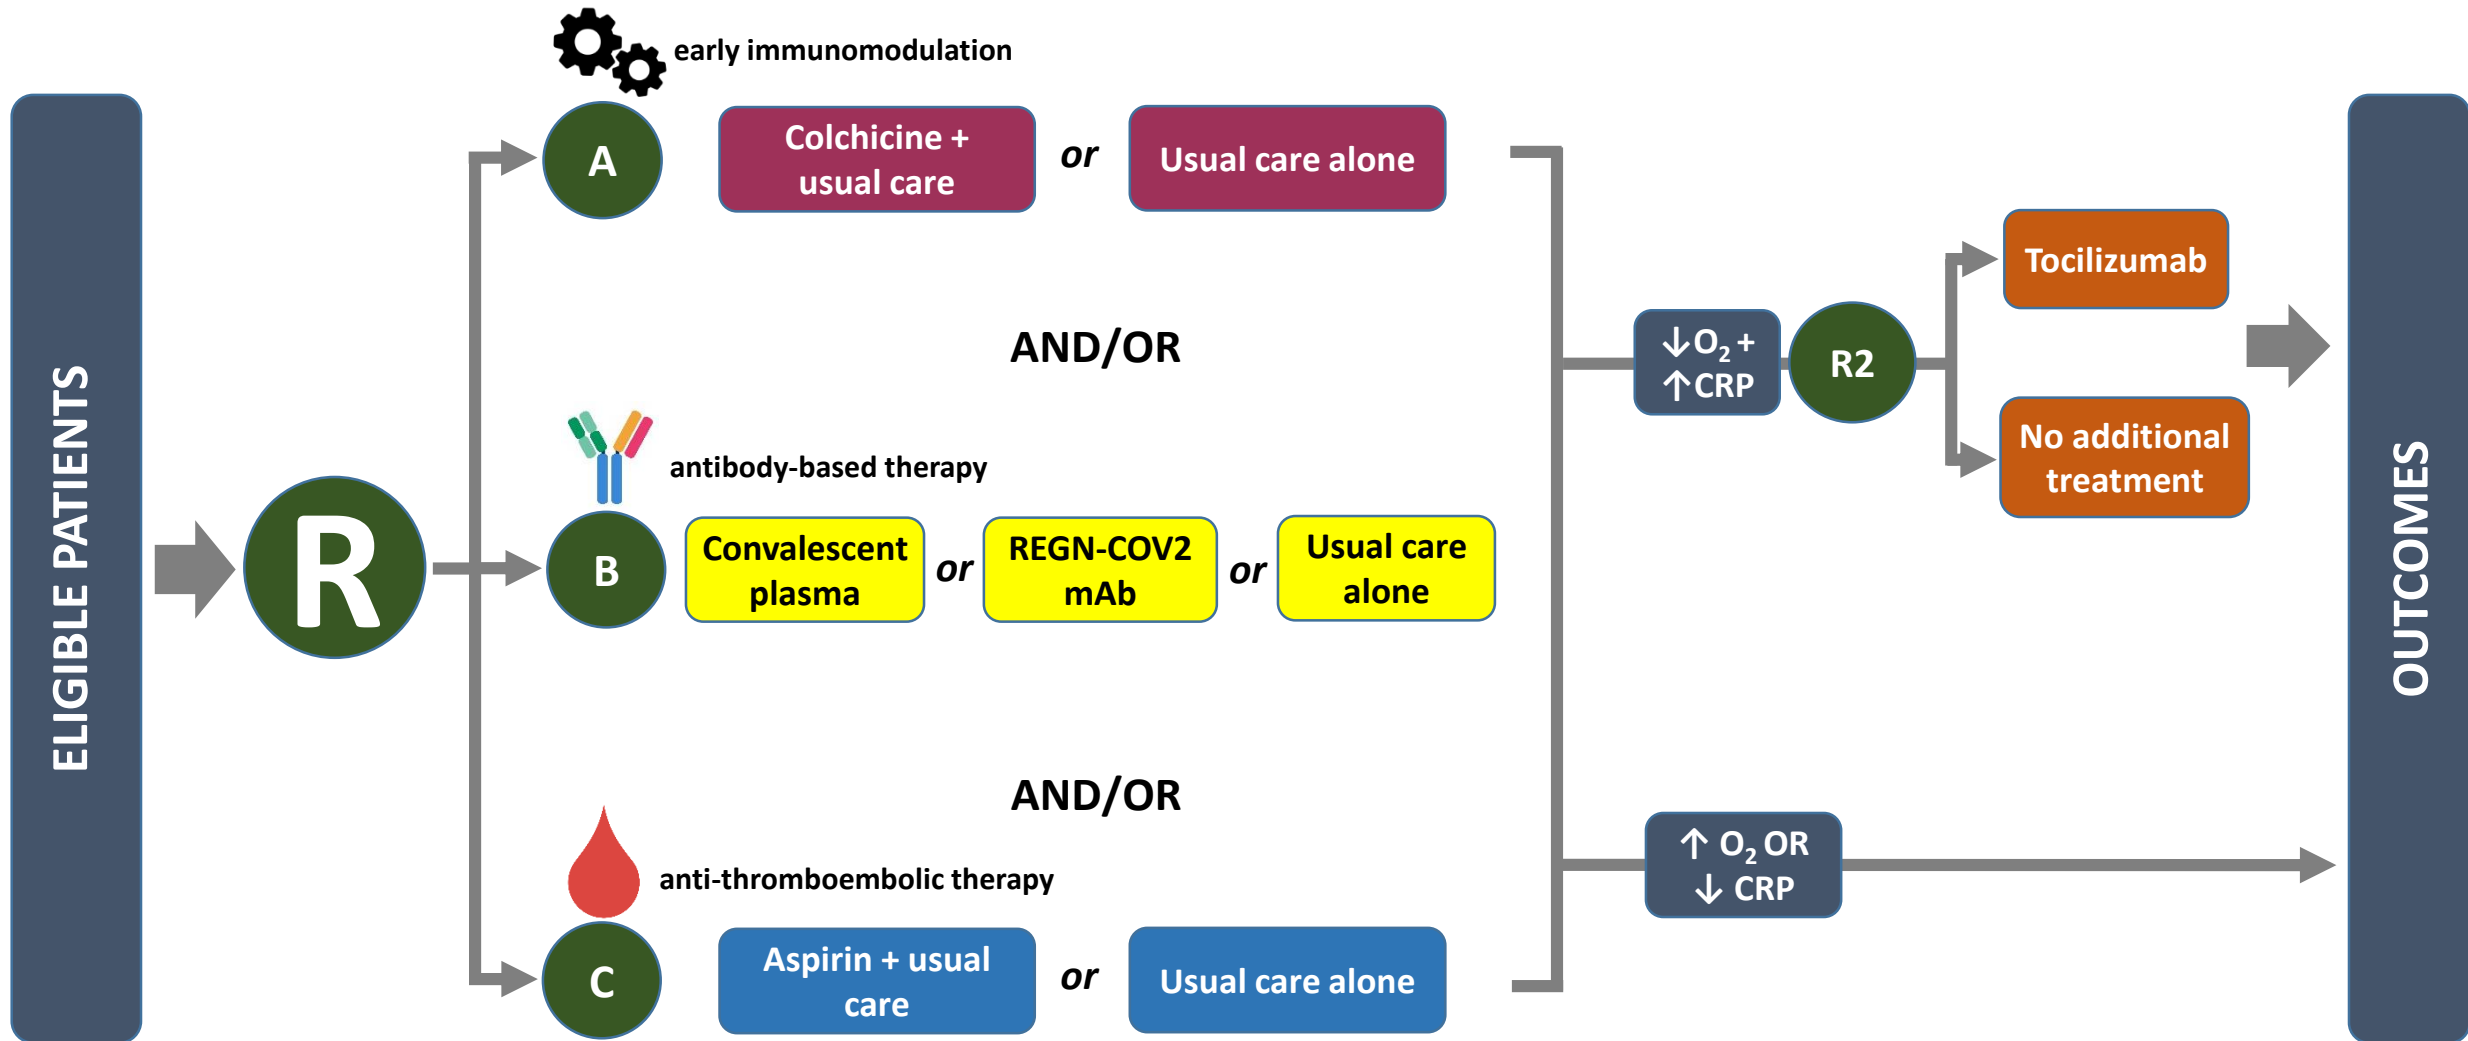 ELIGIBLE PATIENTS
R
early immunomodulation
A
Colchicine +
usual care
or
Usual care alone
AND/OR
antibody-based therapy
B
Convalescent
plasma
or
REGN-COV2
mAb
or
Usual care
alone
AND/OR
anti-thromboembolic therapy
C
Aspirin + usual
care
or
Usual care alone
↓O₂ +
↑CRP
R2
Tocilizumab
No additional
treatment
↑ O₂ OR
↓ CRP
OUTCOMES